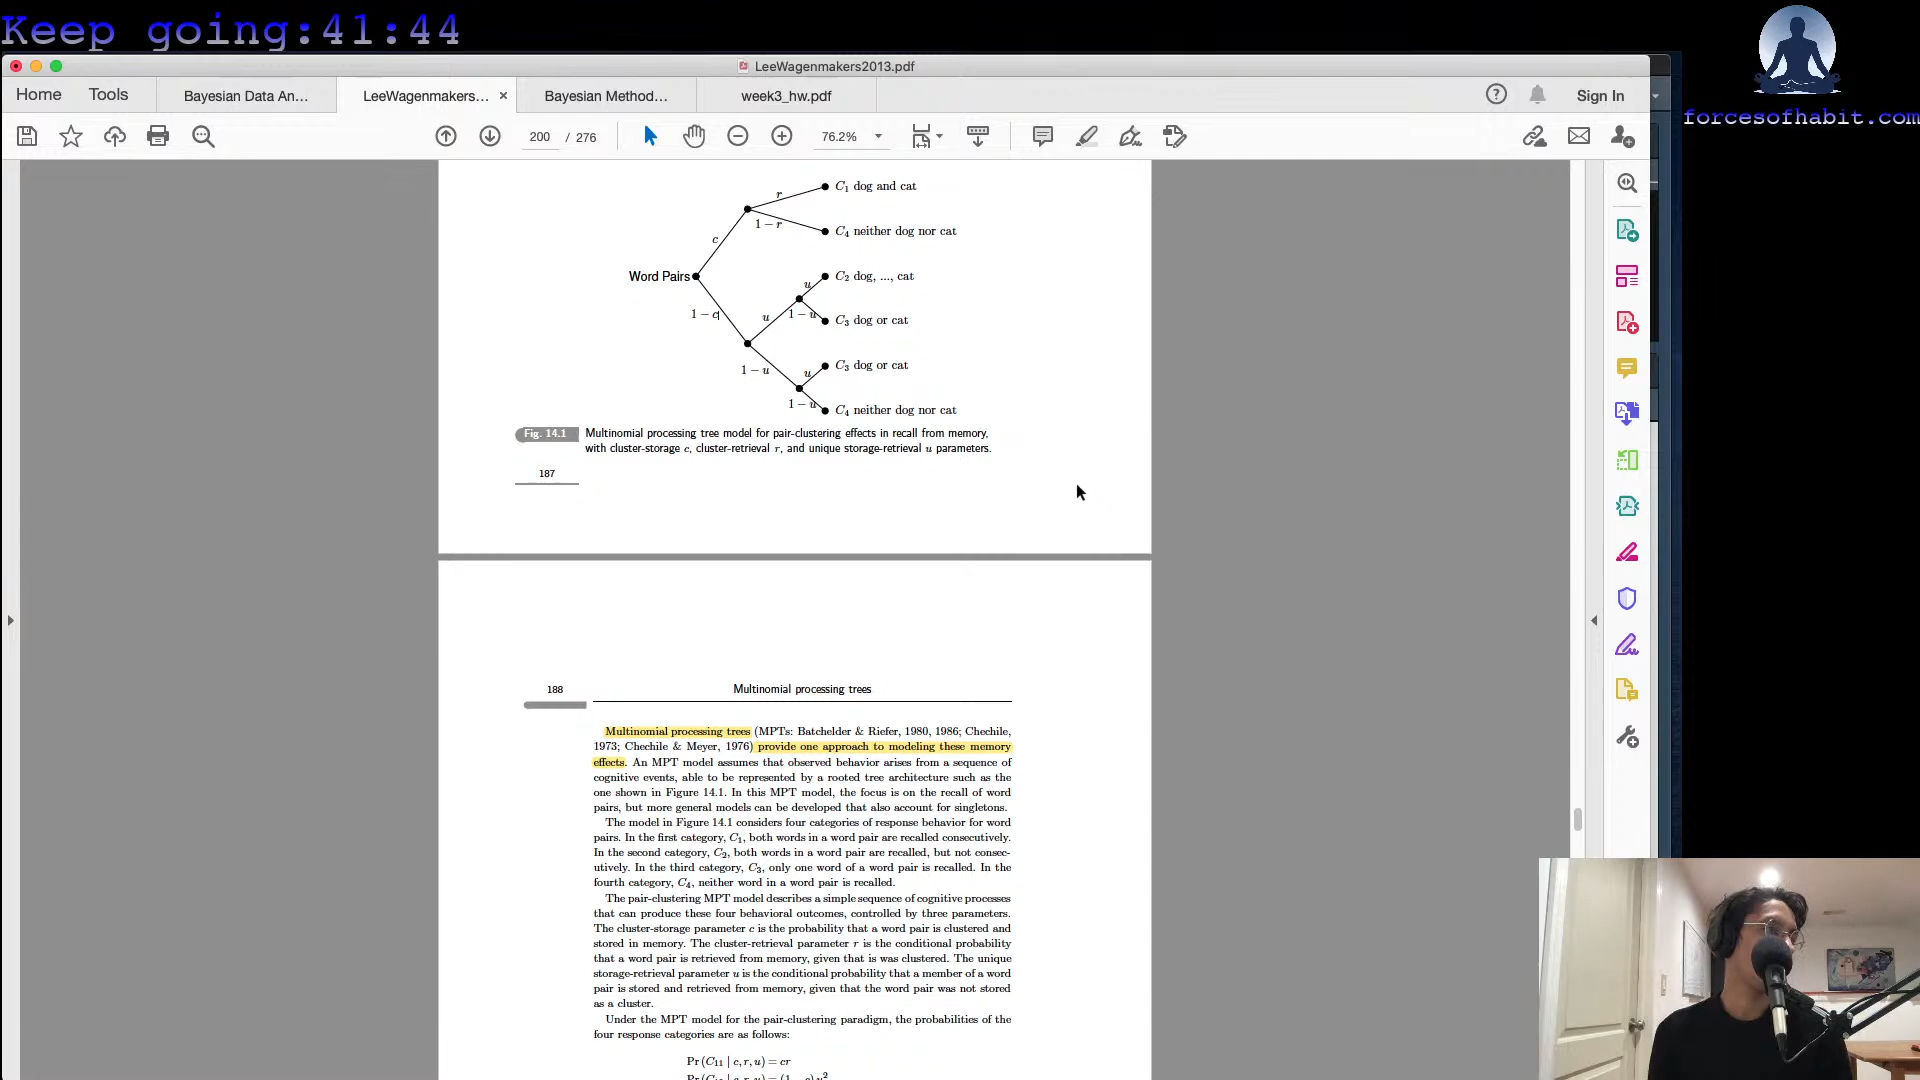 Keep going:41:44
forcesofhabit.com
LeeWagenmakers2013.pdf
Home Tools Bayesian Data An... LeeWagenmakers... × Bayesian Method... week3_hw.pdf Sign In
200 / 276 76.2%
r C1 dog and cat
1 − r C4 neither dog nor cat
c
Word Pairs
u C2 dog, ..., cat
1 − c u 1 − u C3 dog or cat
1 − u u C3 dog or cat
1 − u C4 neither dog nor cat
Fig. 14.1 Multinomial processing tree model for pair-clustering effects in recall from memory,
with cluster-storage c, cluster-retrieval r, and unique storage-retrieval u parameters.
187
188 Multinomial processing trees
Multinomial processing trees (MPTs: Batchelder & Riefer, 1980, 1986; Chechile,
1973; Chechile & Meyer, 1976) provide one approach to modeling these memory
effects. An MPT model assumes that observed behavior arises from a sequence of
cognitive events, able to be represented by a rooted tree architecture such as the
one shown in Figure 14.1. In this MPT model, the focus is on the recall of word
pairs, but more general models can be developed that also account for singletons.
The model in Figure 14.1 considers four categories of response behavior for word
pairs. In the first category, C1, both words in a word pair are recalled consecutively.
In the second category, C2, both words in a word pair are recalled, but not consec-
utively. In the third category, C3, only one word of a word pair is recalled. In the
fourth category, C4, neither word in a word pair is recalled.
The pair-clustering MPT model describes a simple sequence of cognitive processes
that can produce these four behavioral outcomes, controlled by three parameters.
The cluster-storage parameter c is the probability that a word pair is clustered and
stored in memory. The cluster-retrieval parameter r is the conditional probability
that a word pair is retrieved from memory, given that is was clustered. The unique
storage-retrieval parameter u is the conditional probability that a member of a word
pair is stored and retrieved from memory, given that the word pair was not stored
as a cluster.
Under the MPT model for the pair-clustering paradigm, the probabilities of the
four response categories are as follows:
Pr (C11 | c, r, u) = cr